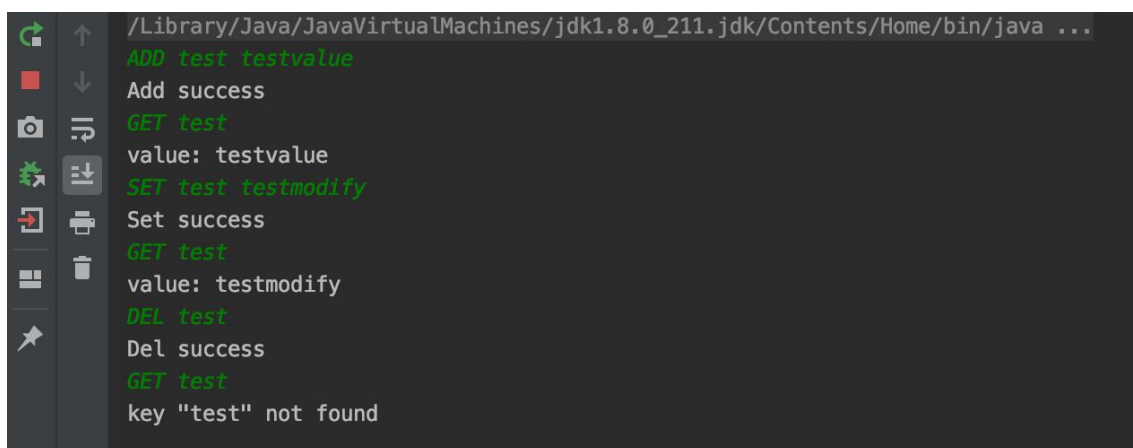 /Library/Java/JavaVirtualMachines/jdk1.8.0_211.jdk/Contents/Home/bin/java ...
ADD test testvalue
Add success
GET test
value: testvalue
SET test testmodify
Set success
GET test
value: testmodify
DEL test
Del success
GET test
key "test" not found